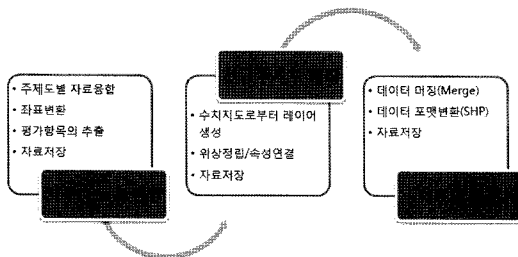 • 주제도별 자료융합
• 좌표변환
• 평가항목의 추출
• 자료저장
• 수치지도로부터 레이어
생성
• 위상정립/속성연결
• 자료저장
• 데이터 머징(Merge)
• 데이터 포맷변환(SHP)
• 자료저장